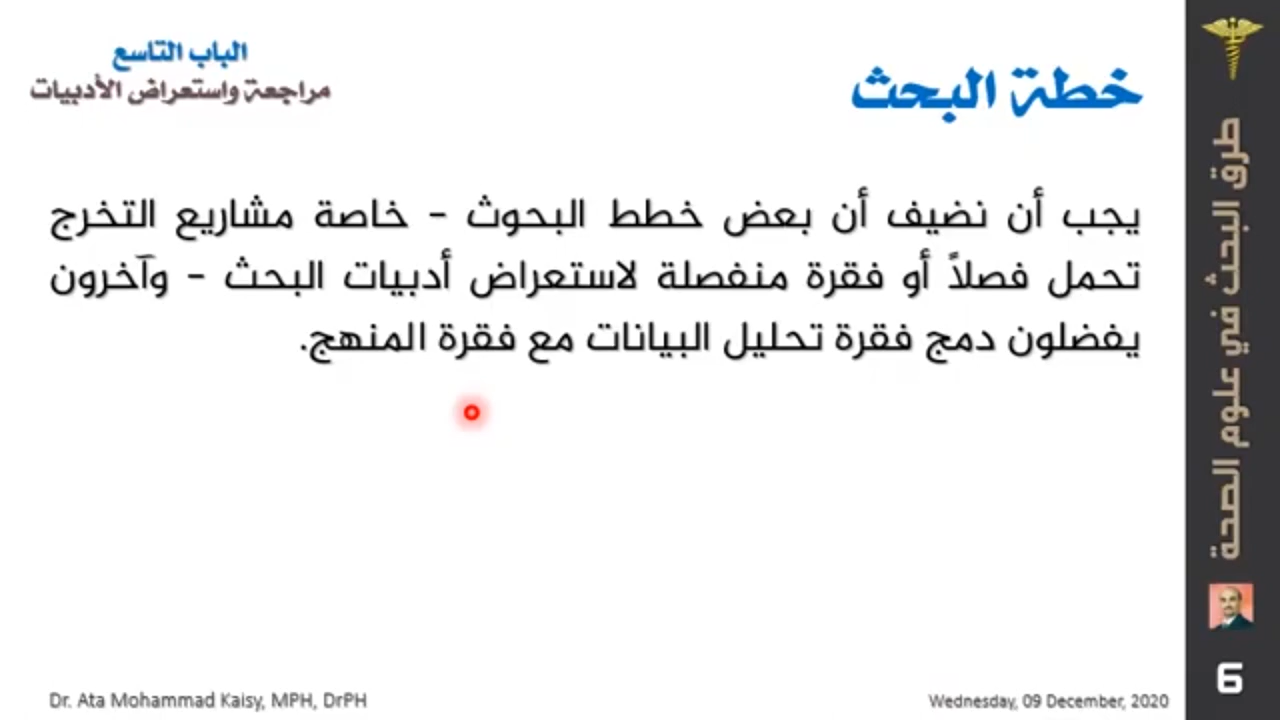 الباب التاسع
مراجعة واستعراض الأدبيات
خطة البحث
يجب أن نضيف أن بعض خطط البحوث - خاصة مشاريع التخرج
تحمل فصلاً أو فقرة منفصلة لاستعراض أدبيات البحث - وآخرون
يفضلون دمج فقرة تحليل البيانات مع فقرة المنهج.
طرق البحث في علوم الصحة
6
Dr. Ata Mohammad Kaisy, MPH, DrPH
Wednesday, 09 December, 2020